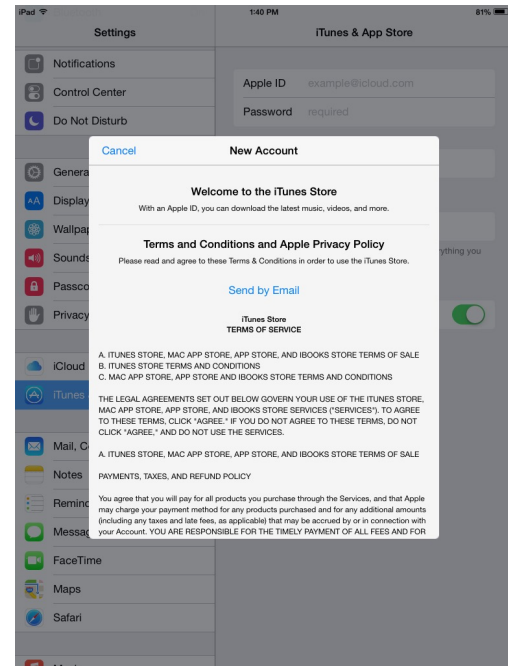 iPad 1:40 PM 81%
Settings
iTunes & App Store
Notifications
Control Center
Do Not Disturb
Apple ID example@icloud.com
Password required
Cancel New Account
Welcome to the iTunes Store
With an Apple ID, you can download the latest music, videos, and more.
Terms and Conditions and Apple Privacy Policy
Please read and agree to these Terms & Conditions in order to use the iTunes Store.
Send by Email
iTunes Store
TERMS OF SERVICE
A. ITUNES STORE, MAC APP STORE, APP STORE, AND IBOOKS STORE TERMS OF SALE
B. ITUNES STORE TERMS AND CONDITIONS
C. MAC APP STORE, APP STORE AND IBOOKS STORE TERMS AND CONDITIONS
THE LEGAL AGREEMENTS SET OUT BELOW GOVERN YOUR USE OF THE ITUNES STORE,
MAC APP STORE, APP STORE, AND IBOOKS STORE SERVICES ("SERVICES"). TO AGREE
TO THESE TERMS, CLICK "AGREE." IF YOU DO NOT AGREE TO THESE TERMS, DO NOT
CLICK "AGREE," AND DO NOT USE THE SERVICES.
A. ITUNES STORE, MAC APP STORE, APP STORE, AND IBOOKS STORE TERMS OF SALE
PAYMENTS, TAXES, AND REFUND POLICY
You agree that you will pay for all products you purchase through the Services, and that Apple
may charge your payment method for any products purchased and for any additional amounts
(including any taxes and late fees, as applicable) that may be accrued by or in connection with
your Account. YOU ARE RESPONSIBLE FOR THE TIMELY PAYMENT OF ALL FEES AND FOR
Genera
AA Display
Wallpap
Sounds
Passco
Privacy
iCloud
iTunes
Mail, C
Notes
Remind
Messag
FaceTime
Maps
Safari
ything you